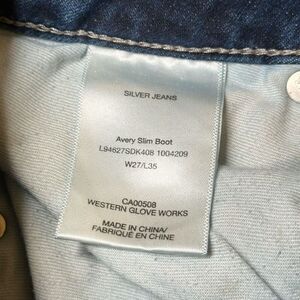 SILVER JEANS
Avery Slim Boot
L94627SDK408 1004209
W27/L35
CA00508
WESTERN GLOVE WORKS
MADE IN CHINA/
FABRIQUÉ EN CHINE